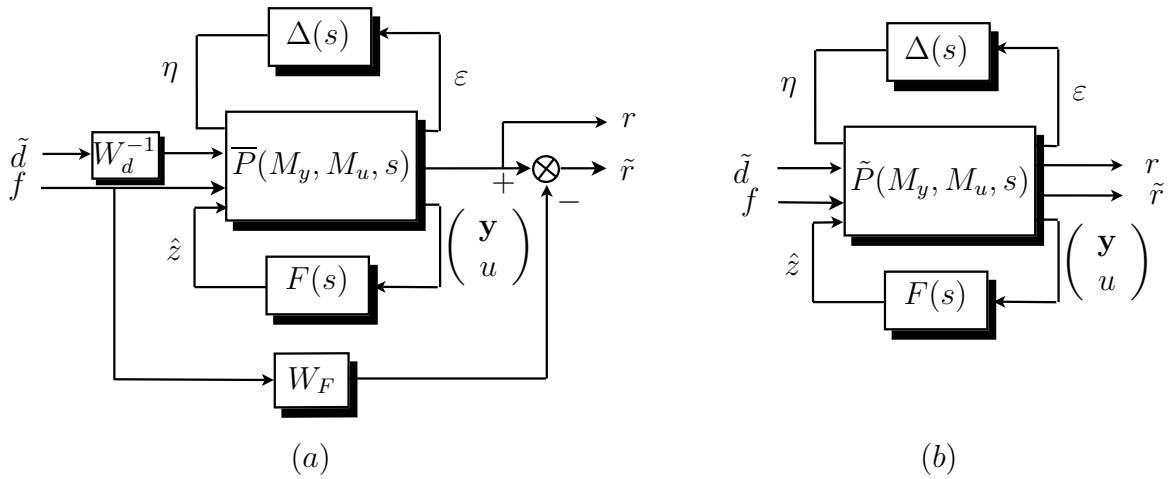 Δ(s)
η
ε
d̃
W_d^{-1}
P̅(M_y, M_u, s)
r
f
+
−
r̃
ẑ
F(s)
( y
u )
W_F
(a)
Δ(s)
η
ε
d̃
P̃(M_y, M_u, s)
r
f
r̃
ẑ
F(s)
( y
u )
(b)